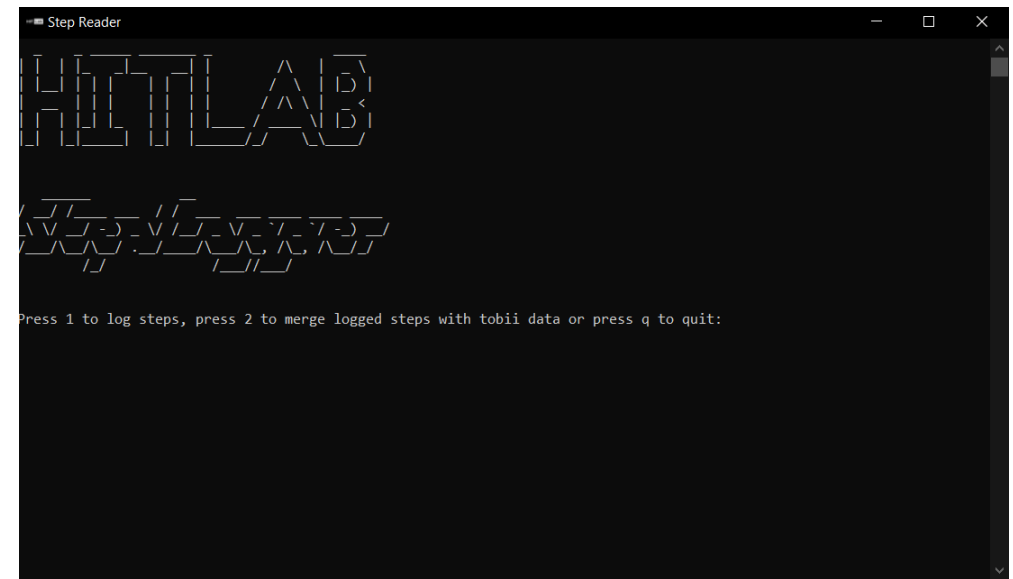 Step Reader
HITLAB
StepLogger
Press 1 to log steps, press 2 to merge logged steps with tobii data or press q to quit: